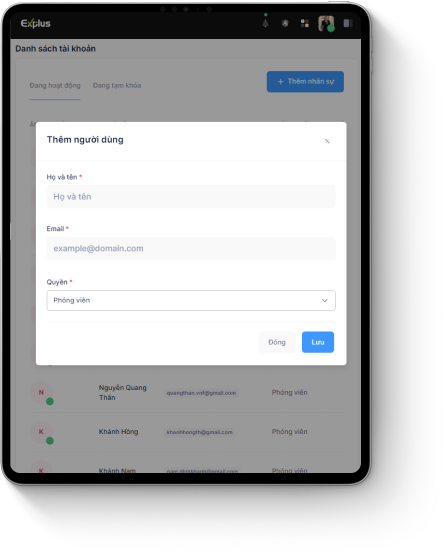 Explus
Danh sách tài khoản
Đang hoạt động
Đang tạm khóa
+ Thêm nhân sự
Thêm người dùng
Họ và tên *
Họ và tên
Email *
example@domain.com
Quyền *
Phóng viên
Đóng
Lưu
N
Nguyễn Quang
Thân
quangthan.vnf@gmail.com
Phóng viên
K
Khánh Hồng
khanhhongth@gmail.com
Phóng viên
K
Khánh Nam
Phóng viên